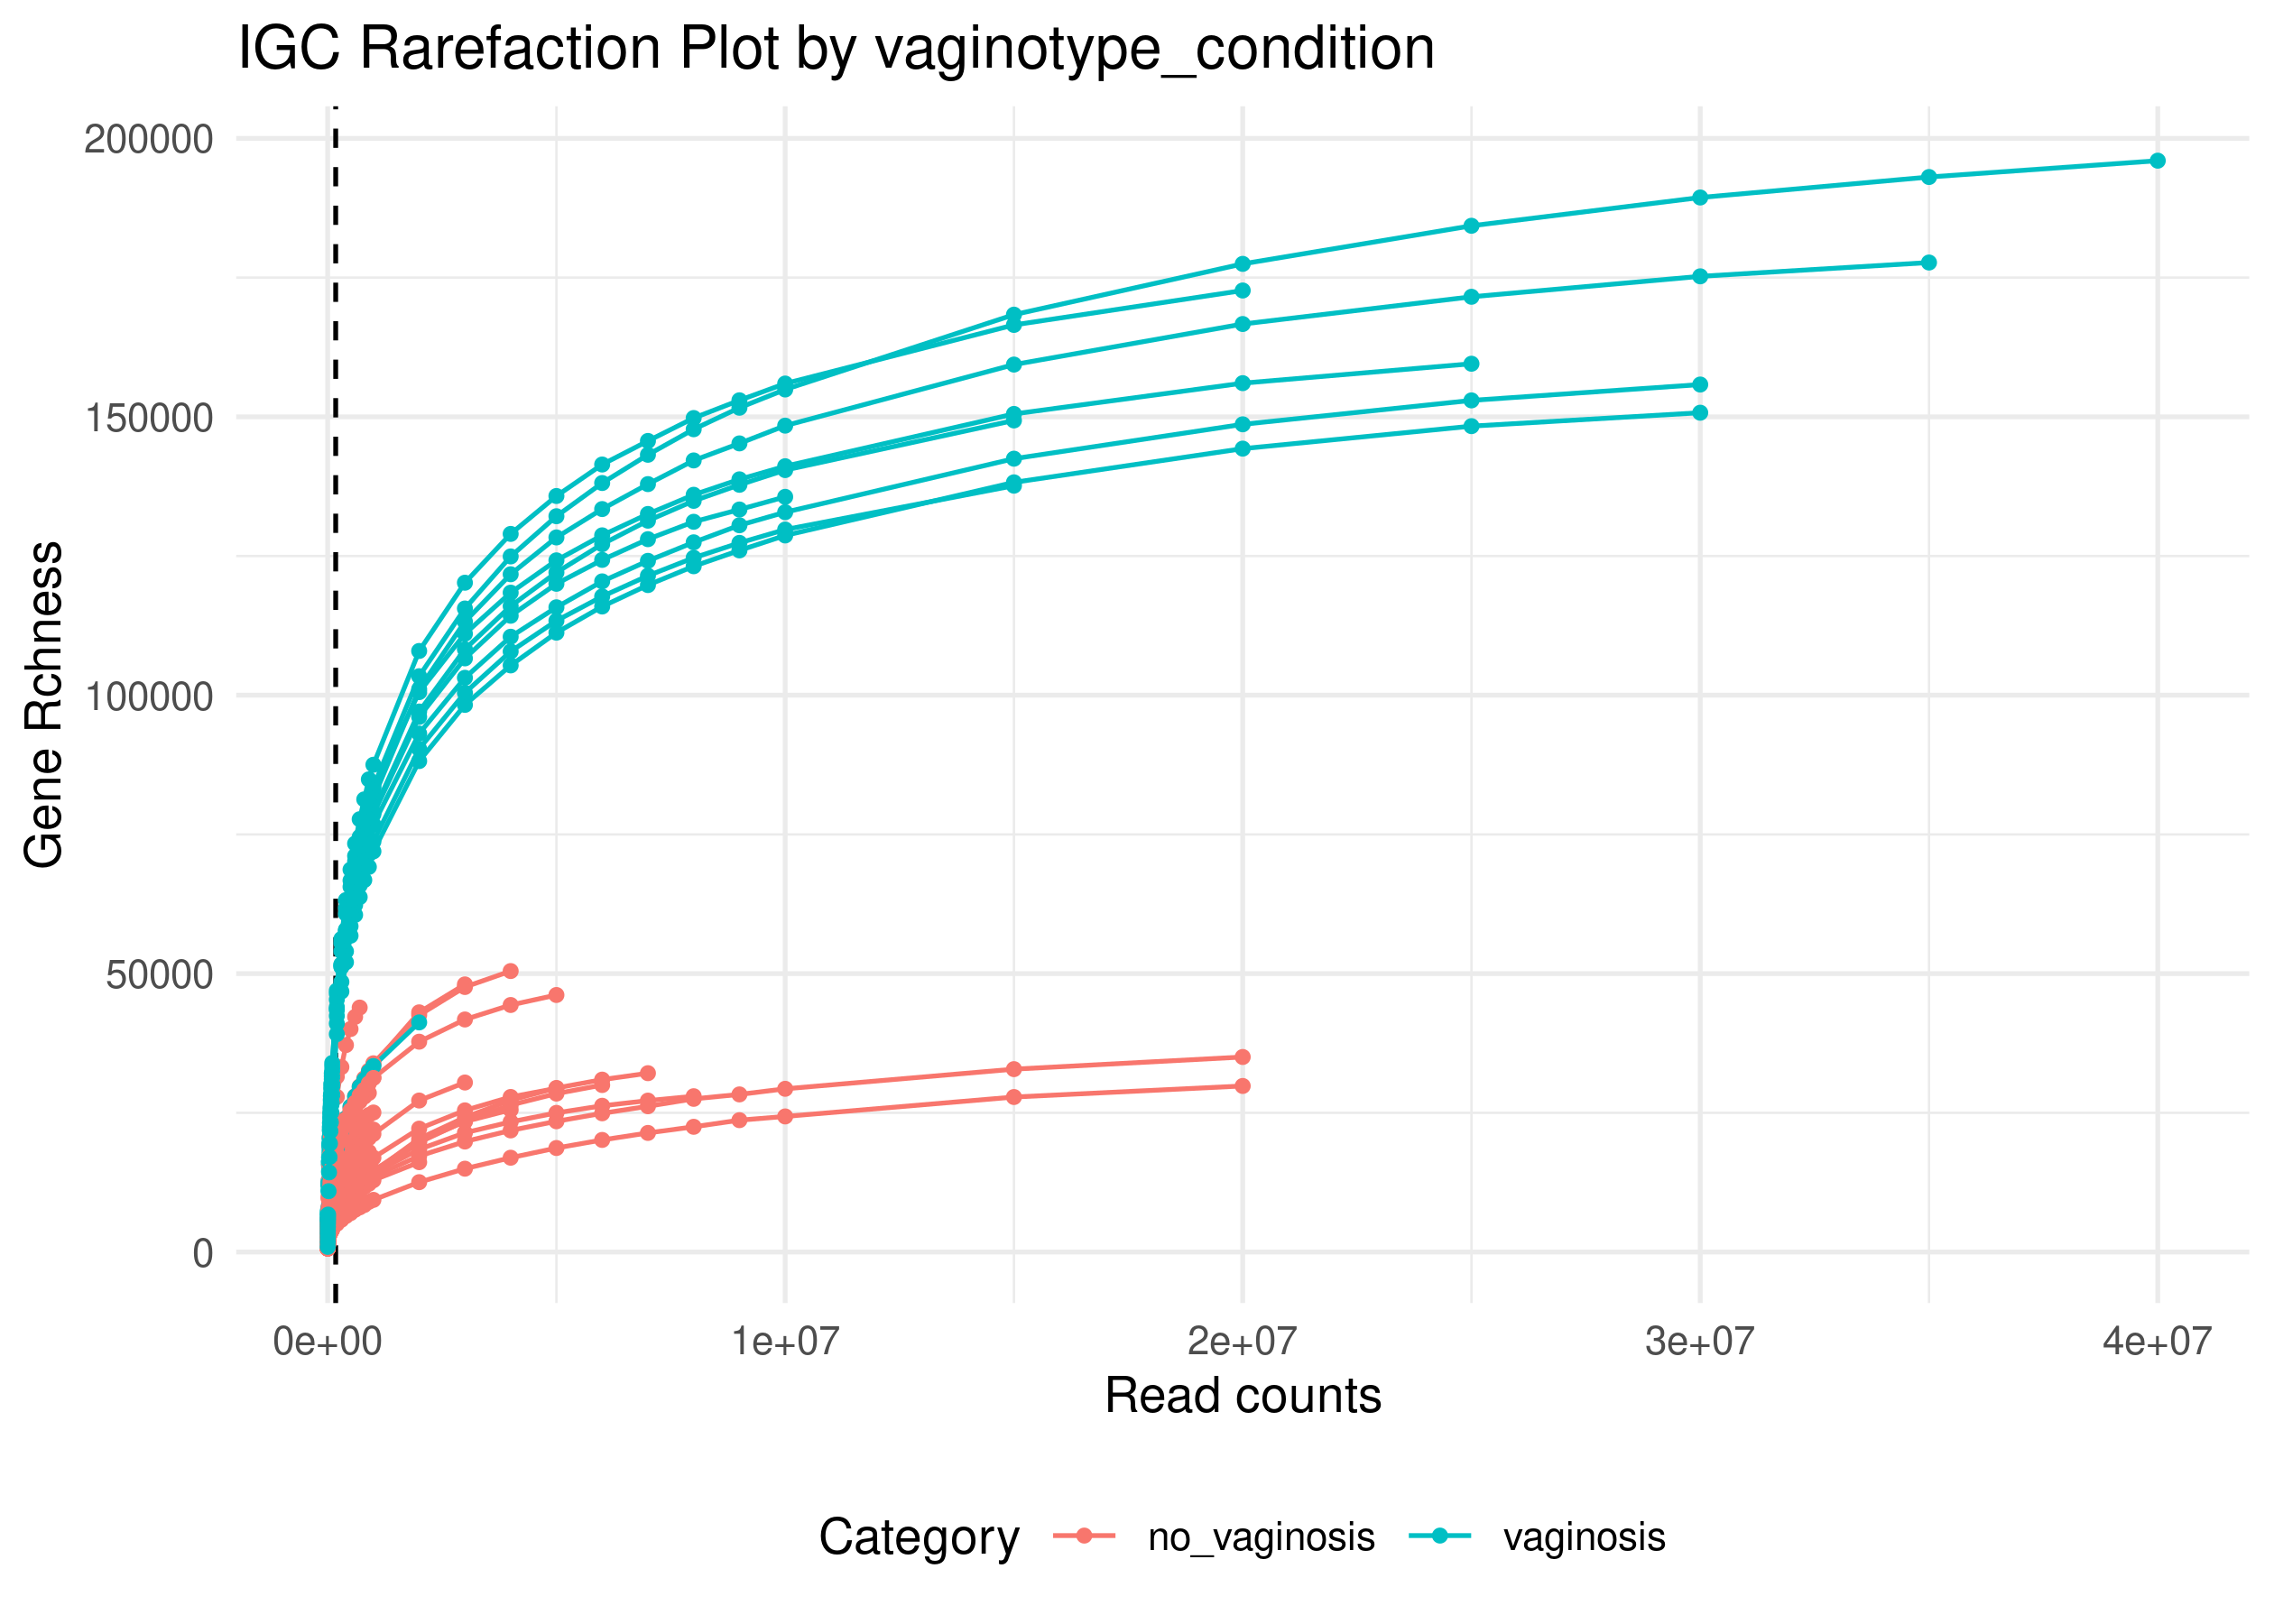 IGC Rarefaction Plot by vaginotype_condition
200000
150000
100000
50000
0
Gene Rchness
0e+00 1e+07 2e+07 3e+07 4e+07
Read counts
Category no_vaginosis vaginosis